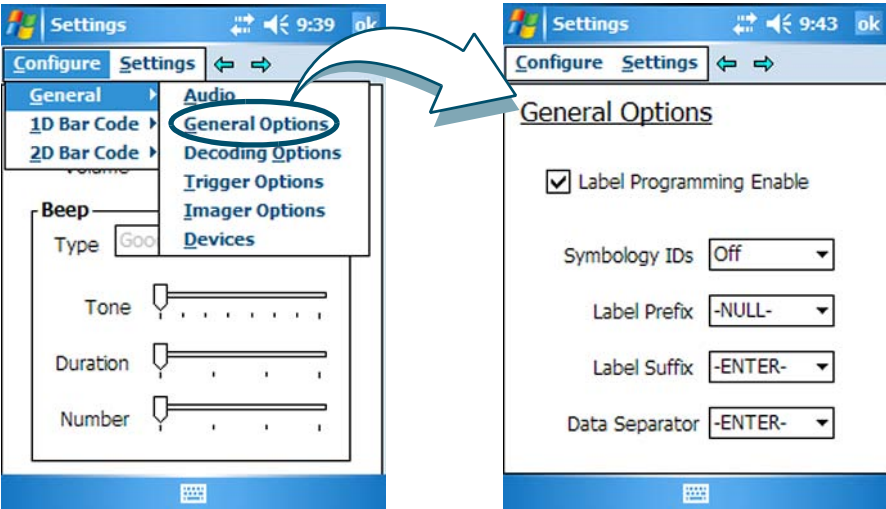 Settings 9:39 ok
Configure Settings
General
1D Bar Code
2D Bar Code
Audio
General Options
Decoding Options
Trigger Options
Imager Options
Devices
Volume
Beep
Type Goo
Tone
Duration
Number
Settings 9:43 ok
Configure Settings
General Options
Label Programming Enable
Symbology IDs Off
Label Prefix -NULL-
Label Suffix -ENTER-
Data Separator -ENTER-